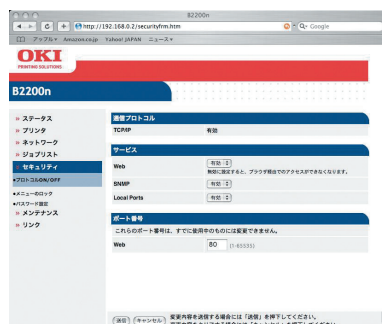 B2200n
http://192.168.0.2/securityfrm.htm
Q▾ Google
アップル▾ Amazon.co.jp Yahoo! JAPAN ニュース▾
OKI
PRINTING SOLUTIONS
B2200n
ステータス
プリンタ
ネットワーク
ジョブリスト
セキュリティ
•プロトコルON/OFF
•メニューのロック
•パスワード設定
メンテナンス
リンク
通信プロトコル
TCP/IP 有効
サービス
Web 有効
無効に設定すると、ブラウザ経由でのアクセスができなくなります。
SNMP 有効
Local Ports 有効
ポート番号
これらのポート番号は、すでに使用中のものには変更できません。
Web 80 (1-65535)
送信 キャンセル 変更内容を送信する場合には「送信」を押下してください。